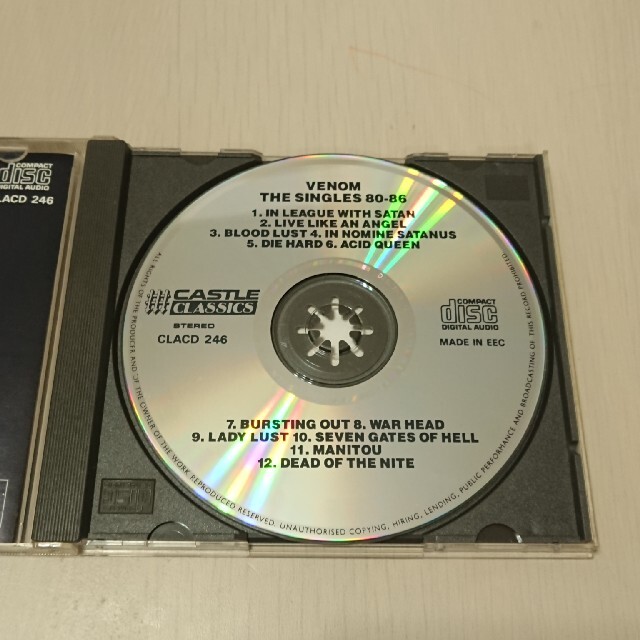 COMPACT
disc
DIGITAL AUDIO
CLACD 246
VENOM
THE SINGLES 80-86
1. IN LEAGUE WITH SATAN
2. LIVE LIKE AN ANGEL
3. BLOOD LUST 4. IN NOMINE SATANUS
5. DIE HARD 6. ACID QUEEN
CASTLE
CLASSICS
STEREO
CLACD 246
COMPACT
disc
DIGITAL AUDIO
MADE IN EEC
7. BURSTING OUT 8. WAR HEAD
9. LADY LUST 10. SEVEN GATES OF HELL
11. MANITOU
12. DEAD OF THE NITE
ALL RIGHTS OF THE PRODUCER AND OF THE OWNER OF THE WORK REPRODUCED RESERVED. UNAUTHORISED COPYING, HIRING, LENDING, PUBLIC PERFORMANCE AND BROADCASTING OF THIS RECORD PROHIBITED.